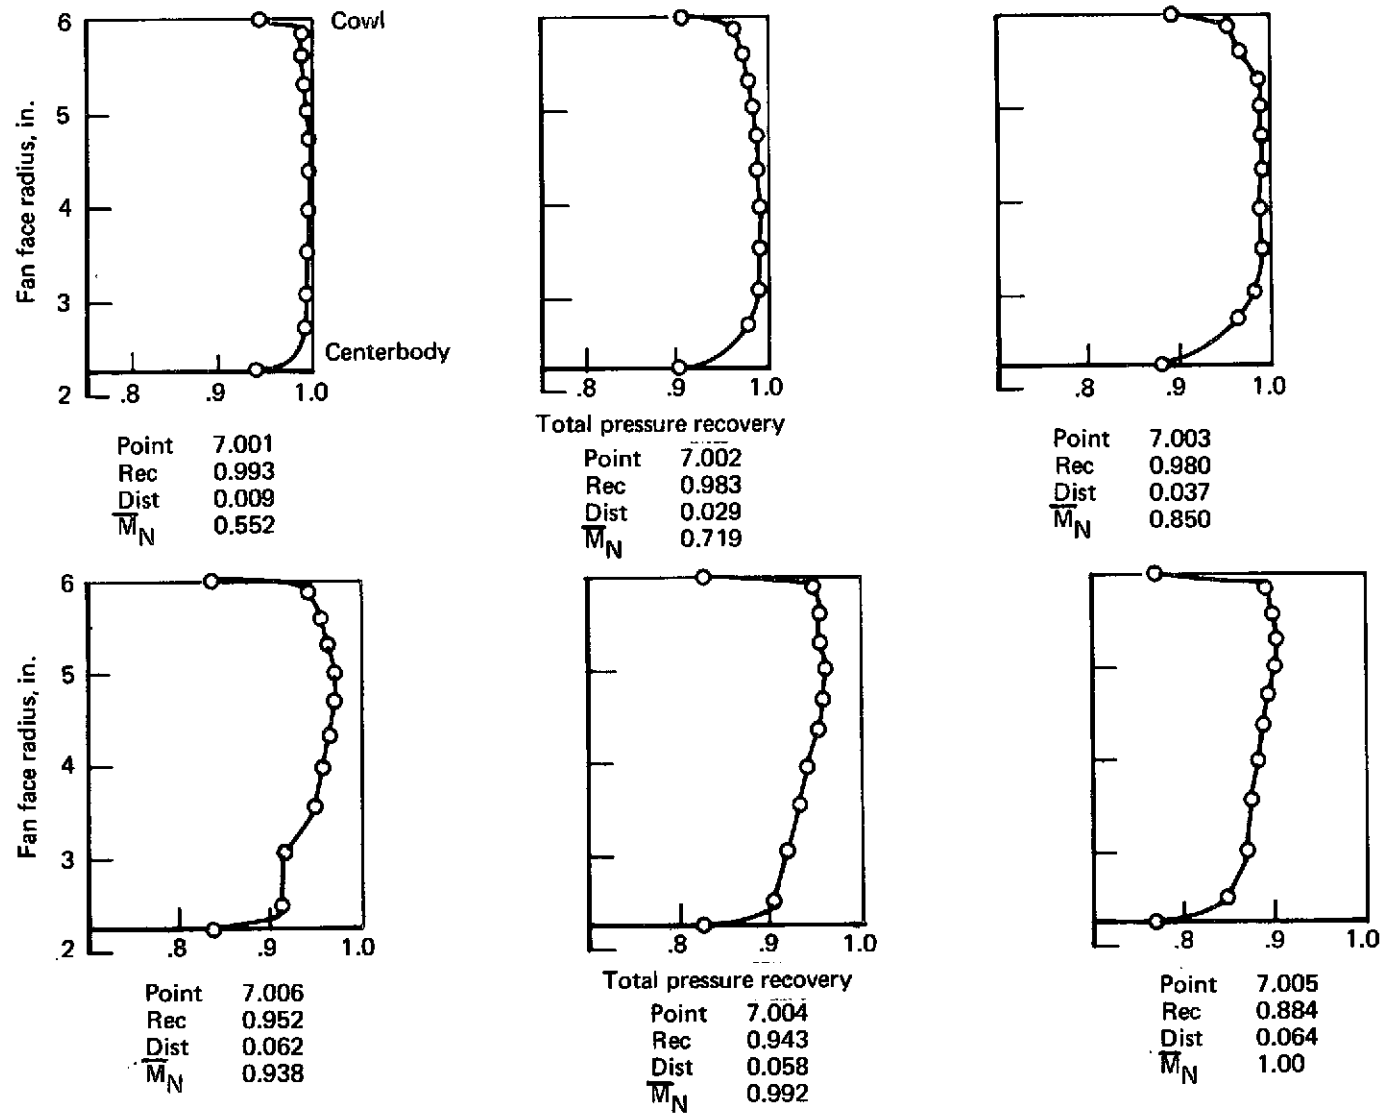 6
Cowl
5
4
3
Centerbody
2
.8 .9 1.0
Fan face radius, in.
Point 7.001
Rec 0.993
Dist 0.009
M̅N 0.552
.8 .9 1.0
Total pressure recovery
Point 7.002
Rec 0.983
Dist 0.029
M̅N 0.719
.8 .9 1.0
Point 7.003
Rec 0.980
Dist 0.037
M̅N 0.850
6
5
4
3
2
.8 .9 1.0
Fan face radius, in.
Point 7.006
Rec 0.952
Dist 0.062
M̅N 0.938
.8 .9 1.0
Total pressure recovery
Point 7.004
Rec 0.943
Dist 0.058
M̅N 0.992
.8 .9 1.0
Point 7.005
Rec 0.884
Dist 0.064
M̅N 1.00